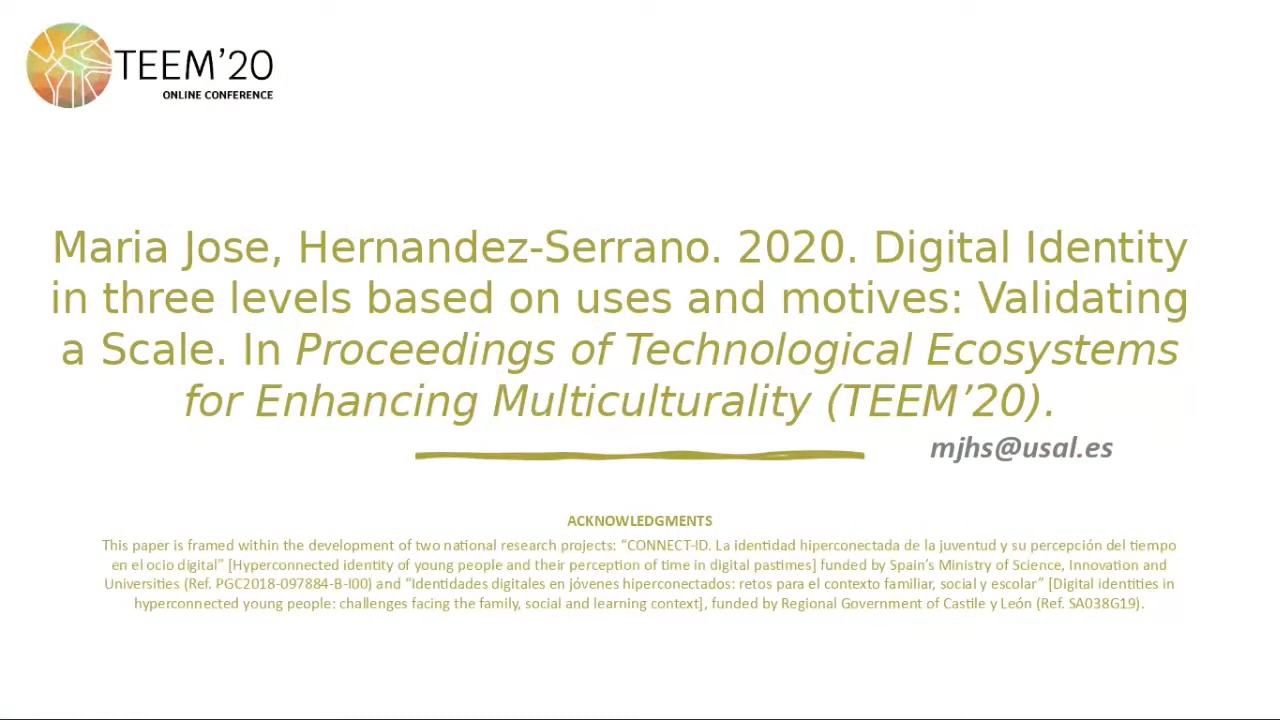 TEEM’20
ONLINE CONFERENCE
Maria Jose, Hernandez-Serrano. 2020. Digital Identity
in three levels based on uses and motives: Validating
a Scale. In Proceedings of Technological Ecosystems
for Enhancing Multiculturality (TEEM’20).
mjhs@usal.es
ACKNOWLEDGMENTS
This paper is framed within the development of two national research projects: “CONNECT-ID. La identidad hiperconectada de la juventud y su percepción del tiempo
en el ocio digital” [Hyperconnected identity of young people and their perception of time in digital pastimes] funded by Spain’s Ministry of Science, Innovation and
Universities (Ref. PGC2018-097884-B-I00) and “Identidades digitales en jóvenes hiperconectados: retos para el contexto familiar, social y escolar” [Digital identities in
hyperconnected young people: challenges facing the family, social and learning context], funded by Regional Government of Castile y León (Ref. SA038G19).